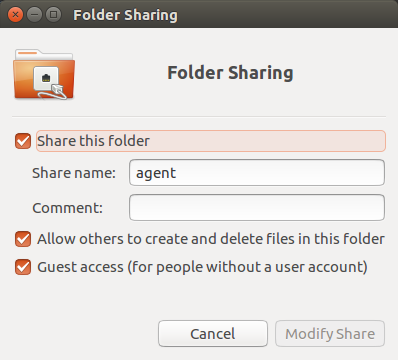 Folder Sharing
Folder Sharing
Share this folder
Share name: agent
Comment:
Allow others to create and delete files in this folder
Guest access (for people without a user account)
Cancel Modify Share